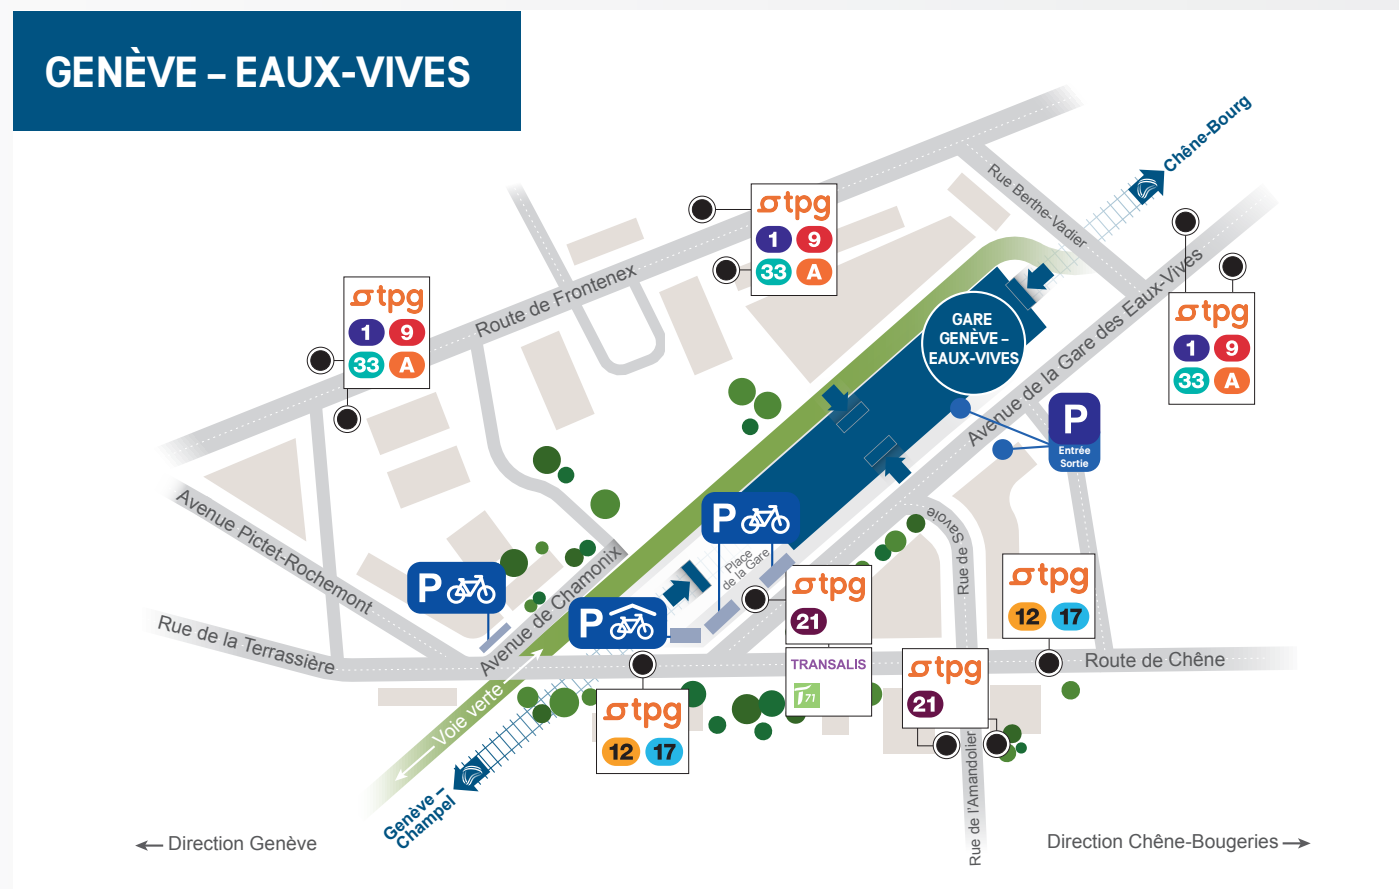 GENÈVE – EAUX-VIVES
Chêne-Bourg
Rue Berthe-Vadier
tpg
1 9
33 A
Route de Frontenex
tpg
1 9
33 A
tpg
1 9
33 A
GARE
GENÈVE –
EAUX-VIVES
Avenue de la Gare des Eaux-Vives
P
Entrée
Sortie
Avenue Pictet-Rochemont
Rue de la Terrassière
P
Avenue de Chamonix
P
P
Place
de la Gare
Rue de Savoie
tpg
21
TRANSALIS
T71
tpg
12 17
Route de Chêne
tpg
21
tpg
12 17
Voie verte
Genève –
Champel
Rue de l'Amandolier
Direction Genève
Direction Chêne-Bougeries